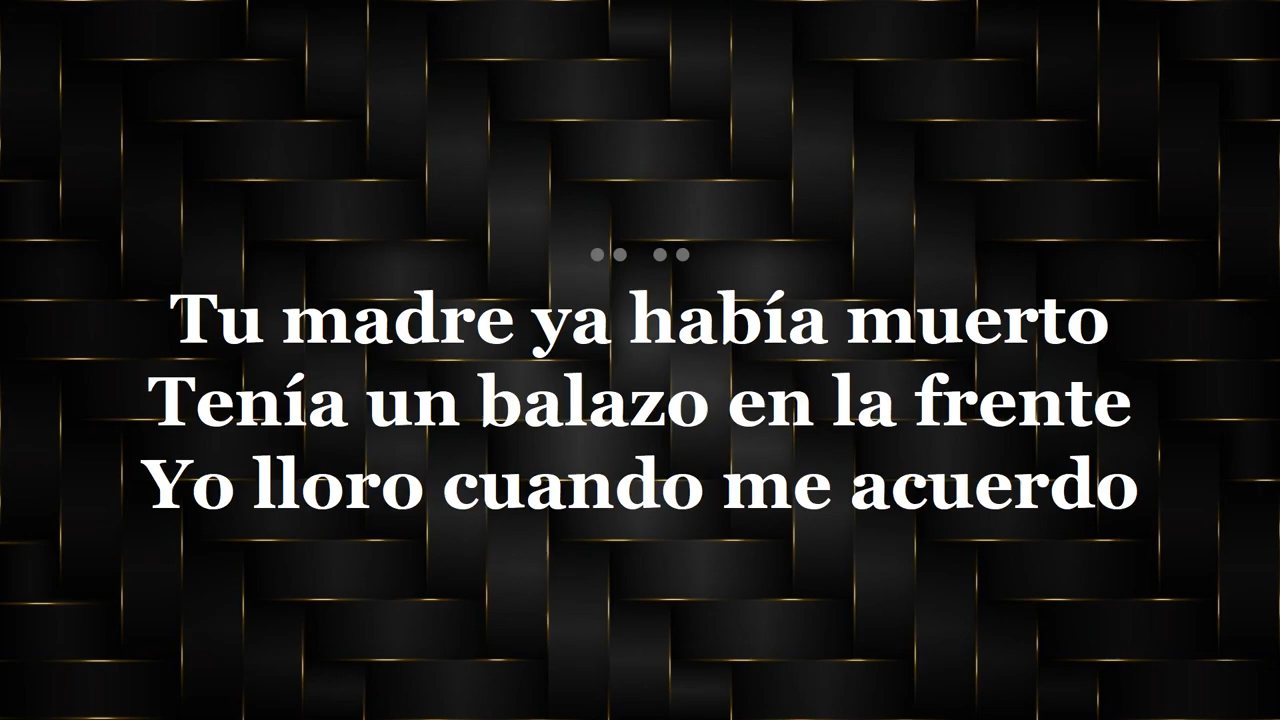 Tu madre ya había muerto
Tenía un balazo en la frente
Yo lloro cuando me acuerdo